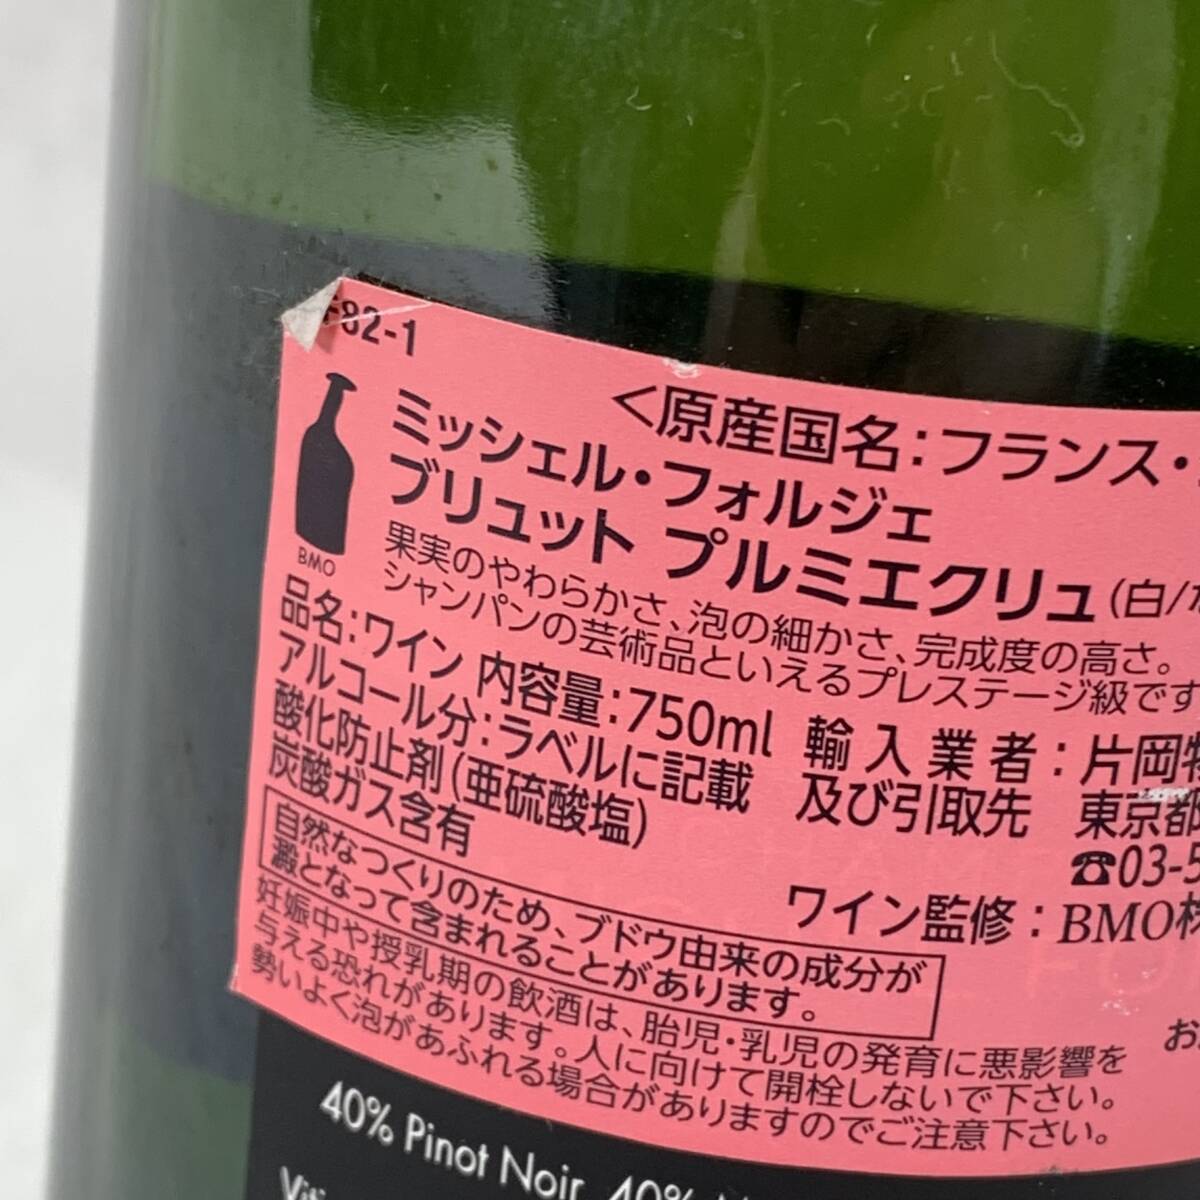 F82-1
<原産国名:フランス・
ミッシェル・フォルジェ
ブリュット プルミエクリュ(白/
果実のやわらかさ、泡の細かさ、完成度の高さ。
シャンパンの芸術品といえるプレステージ級です
BMO
品名:ワイン 内容量:750ml
アルコール分:ラベルに記載
酸化防止剤(亜硫酸塩)
炭酸ガス含有
輸入業者:片岡
及び引取先 東京都
☎03-5
ワイン監修:BMO株
自然なつくりのため、ブドウ由来の成分が
澱となって含まれることがあります。
妊娠中や授乳期の飲酒は、胎児・乳児の発育に悪影響を
与える恐れがあります。人に向けて開栓しないで下さい。
勢いよく泡があふれる場合がありますのでご注意下さい。
40% Pinot Noir, 40%